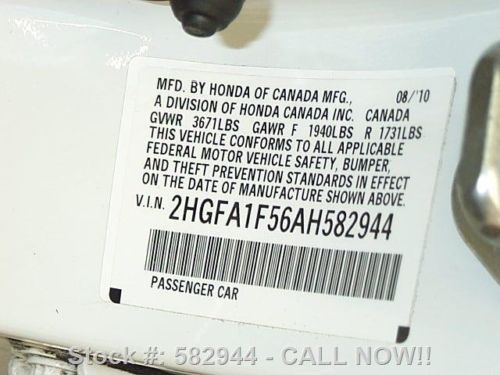 MFD. BY HONDA OF CANADA MFG., 08/'10
A DIVISION OF HONDA CANADA INC. CANADA
GVWR 3671LBS GAWR F 1940LBS R 1731LBS
THIS VEHICLE CONFORMS TO ALL APPLICABLE
FEDERAL MOTOR VEHICLE SAFETY, BUMPER,
AND THEFT PREVENTION STANDARDS IN EFFECT
ON THE DATE OF MANUFACTURE SHOWN ABOVE.
V.I.N. 2HGFA1F56AH582944
PASSENGER CAR
Stock #: 582944 - CALL NOW!!